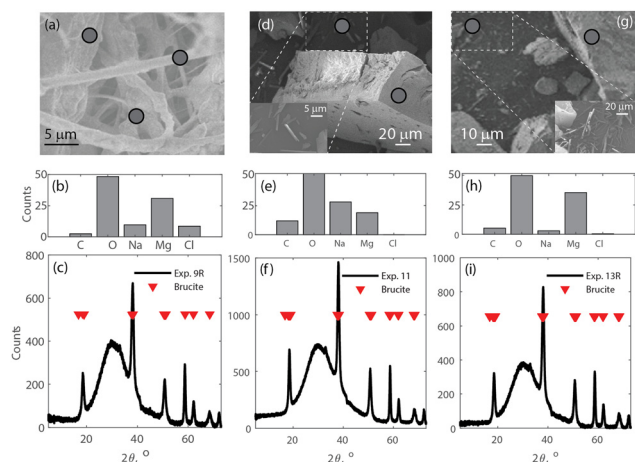 (a)
5 μm
(d)
5 μm
20 μm
(g)
10 μm
20 μm
(b)
50
25
0
Counts
C O Na Mg Cl
(e)
50
25
0
C O Na Mg Cl
(h)
50
25
0
C O Na Mg Cl
(c)
Exp. 9R
Brucite
800
600
400
200
0
Counts
20 40 60
2θ, °
(f)
Exp. 11
Brucite
1500
1000
500
0
20 40 60
2θ, °
(i)
Exp. 13R
Brucite
1000
800
600
400
200
0
20 40 60
2θ, °